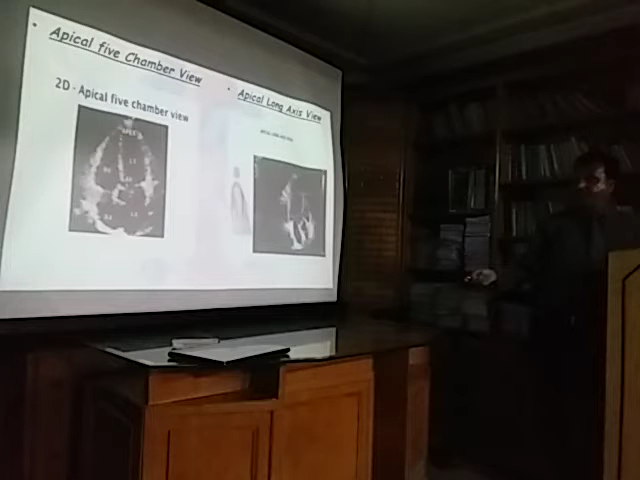 • Apical five Chamber View
2D - Apical five chamber view
• Apical Long Axis View